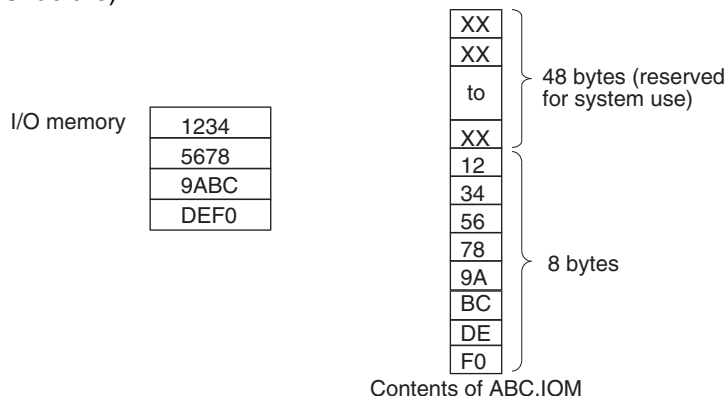 I/O memory
1234
5678
9ABC
DEF0
XX
XX
to
XX
48 bytes (reserved
for system use)
12
34
56
78
9A
BC
DE
F0
8 bytes
Contents of ABC.IOM